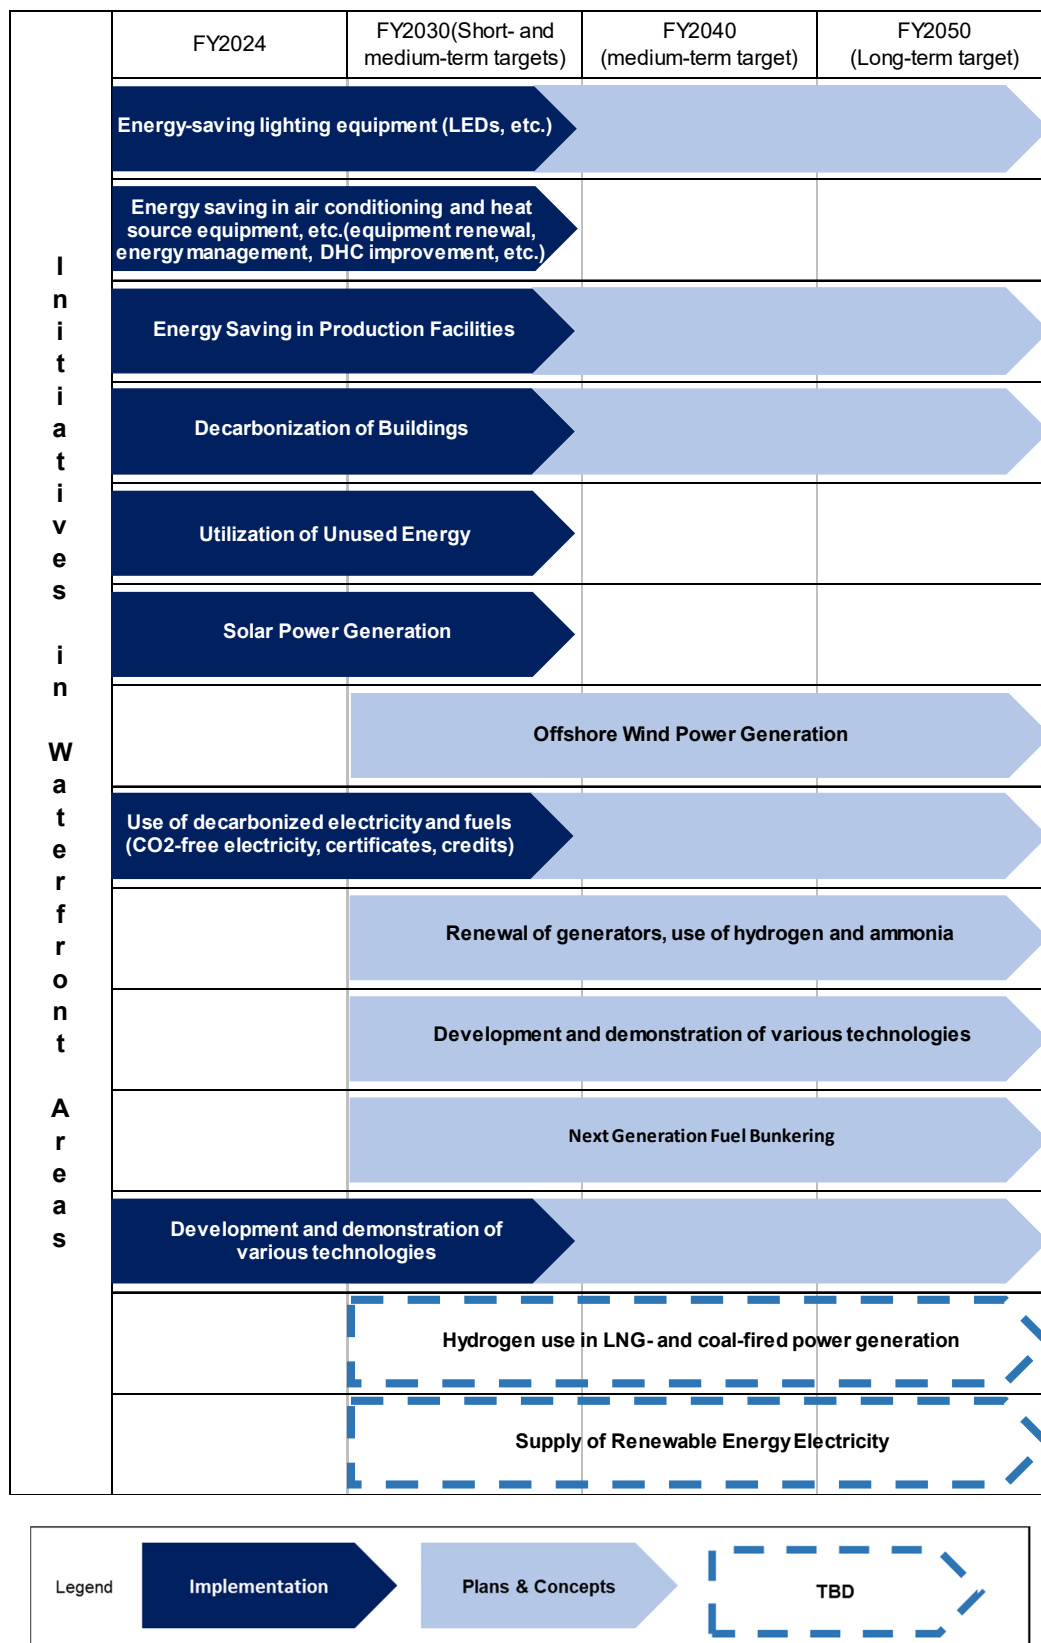 FY2024
FY2030(Short- and
medium-term targets)
FY2040
(medium-term target)
FY2050
(Long-term target)
Initiatives in Waterfront Areas
Energy-saving lighting equipment (LEDs, etc.)
Energy saving in air conditioning and heat
source equipment, etc.(equipment renewal,
energy management, DHC improvement, etc.)
Energy Saving in Production Facilities
Decarbonization of Buildings
Utilization of Unused Energy
Solar Power Generation
Offshore Wind Power Generation
Use of decarbonized electricity and fuels
(CO2-free electricity, certificates, credits)
Renewal of generators, use of hydrogen and ammonia
Development and demonstration of various technologies
Next Generation Fuel Bunkering
Development and demonstration of
various technologies
Hydrogen use in LNG- and coal-fired power generation
Supply of Renewable Energy Electricity
Legend
Implementation
Plans & Concepts
TBD